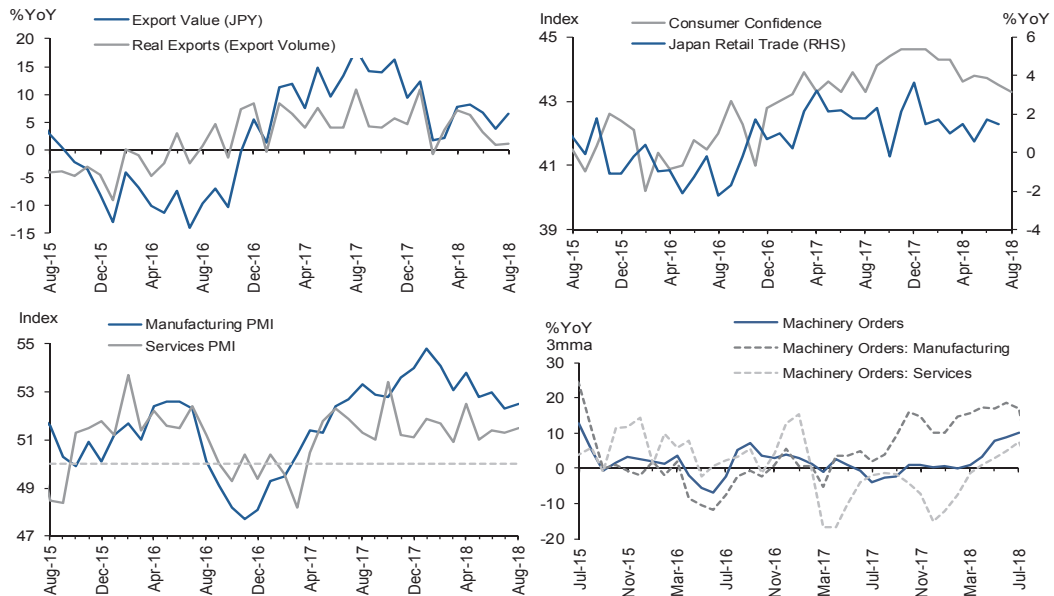 %YoY
Export Value (JPY)
Real Exports (Export Volume)
20
15
10
5
0
-5
-10
-15
Aug-15
Dec-15
Apr-16
Aug-16
Dec-16
Apr-17
Aug-17
Dec-17
Apr-18
Aug-18
Index
%YoY
Consumer Confidence
Japan Retail Trade (RHS)
45
43
41
39
6
4
2
0
-2
-4
Aug-15
Dec-15
Apr-16
Aug-16
Dec-16
Apr-17
Aug-17
Dec-17
Apr-18
Aug-18
Index
Manufacturing PMI
Services PMI
55
53
51
49
47
Aug-15
Dec-15
Apr-16
Aug-16
Dec-16
Apr-17
Aug-17
Dec-17
Apr-18
Aug-18
%YoY
3mma
Machinery Orders
Machinery Orders: Manufacturing
Machinery Orders: Services
30
20
10
0
-10
-20
Jul-15
Nov-15
Mar-16
Jul-16
Nov-16
Mar-17
Jul-17
Nov-17
Mar-18
Jul-18